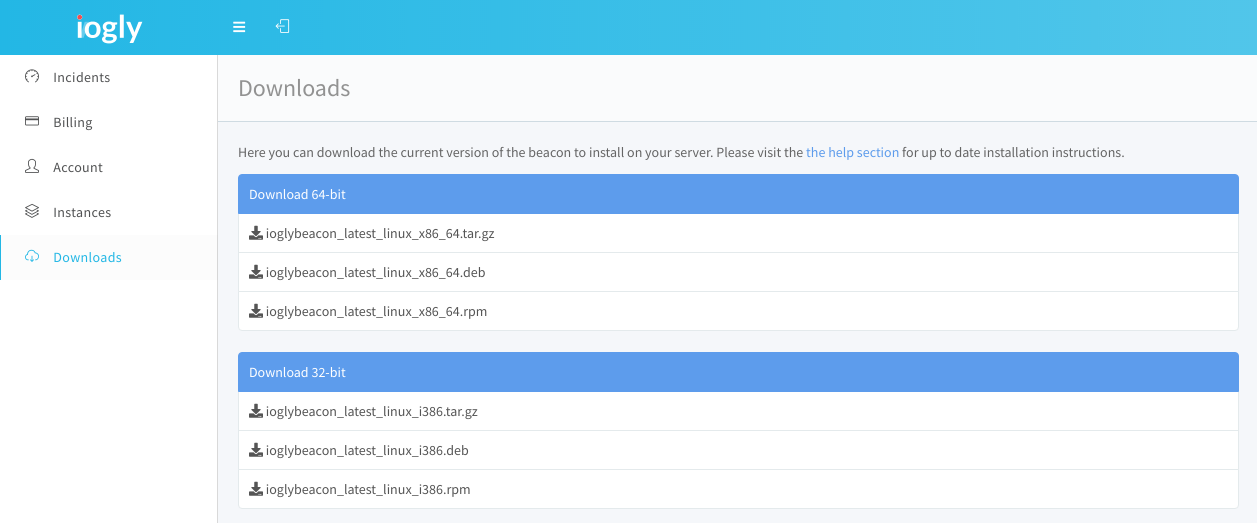 iogly
Incidents
Billing
Account
Instances
Downloads
Downloads
Here you can download the current version of the beacon to install on your server. Please visit the the help section for up to date installation instructions.
Download 64-bit
ioglybeacon_latest_linux_x86_64.tar.gz
ioglybeacon_latest_linux_x86_64.deb
ioglybeacon_latest_linux_x86_64.rpm
Download 32-bit
ioglybeacon_latest_linux_i386.tar.gz
ioglybeacon_latest_linux_i386.deb
ioglybeacon_latest_linux_i386.rpm